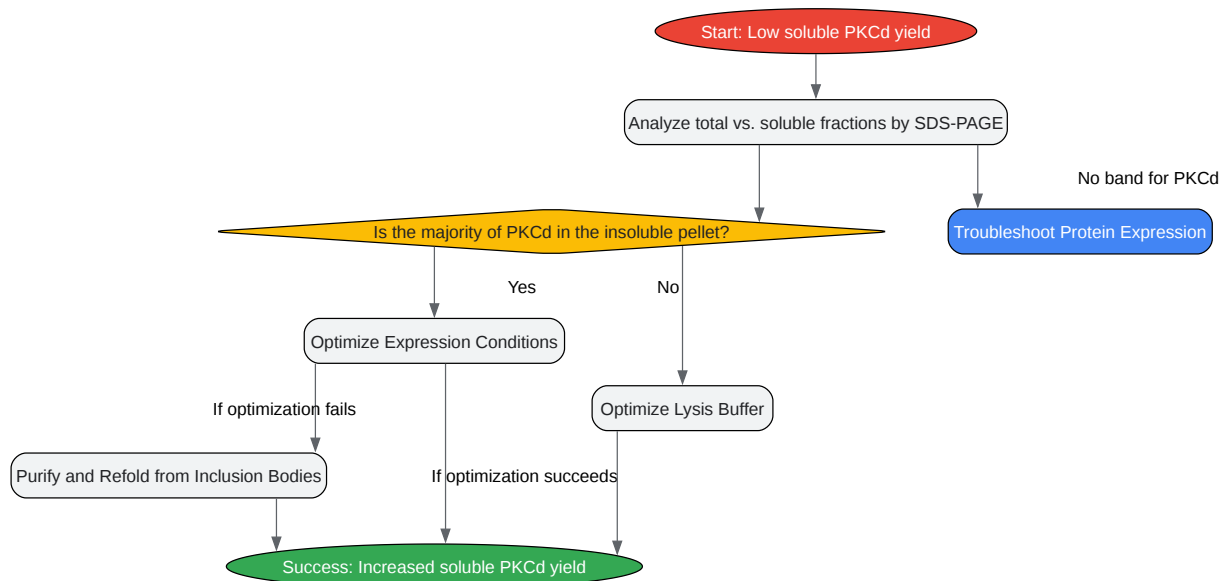 Start: Low soluble PKCd yield
Analyze total vs. soluble fractions by SDS-PAGE
No band for PKCd
Is the majority of PKCd in the insoluble pellet?
Troubleshoot Protein Expression
Yes
No
Optimize Expression Conditions
If optimization fails
Optimize Lysis Buffer
Purify and Refold from Inclusion Bodies
If optimization succeeds
Success: Increased soluble PKCd yield